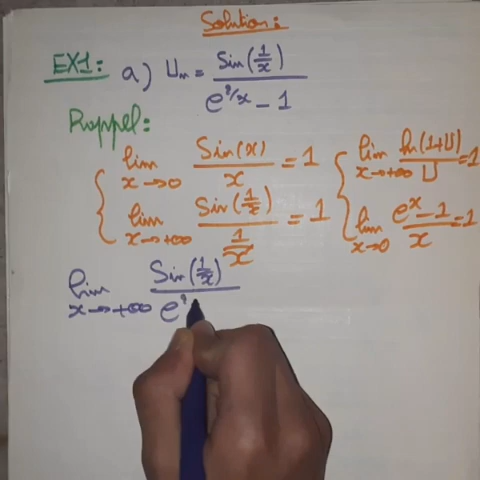 Solution:
EX1: a) Un = Sin(1/x) / e^2/x - 1
Rappel:
lim x→0 Sin(x)/x = 1
lim x→+∞ ln(1+U)/U = 1
lim x→+∞ Sin(1/x) / 1/x = 1
lim x→0 e^x - 1 / x = 1
lim x→+∞ Sin(1/x) / e